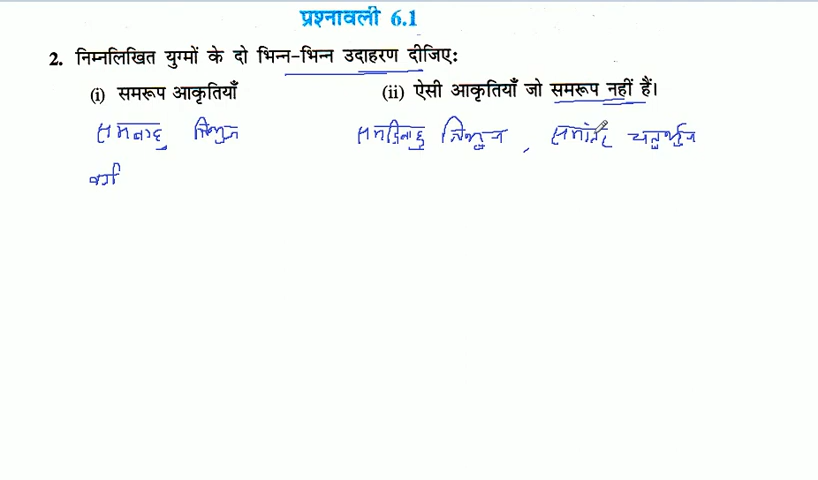 प्रश्नावली 6.1
2. निम्नलिखित युग्मों के दो भिन्न-भिन्न उदाहरण दीजिए:
(i) समरूप आकृतियाँ (ii) ऐसी आकृतियाँ जो समरूप नहीं हैं।
समबाहु त्रिभुज समद्विबाहु त्रिभुज , समांतर चतुर्भुज
वर्ग